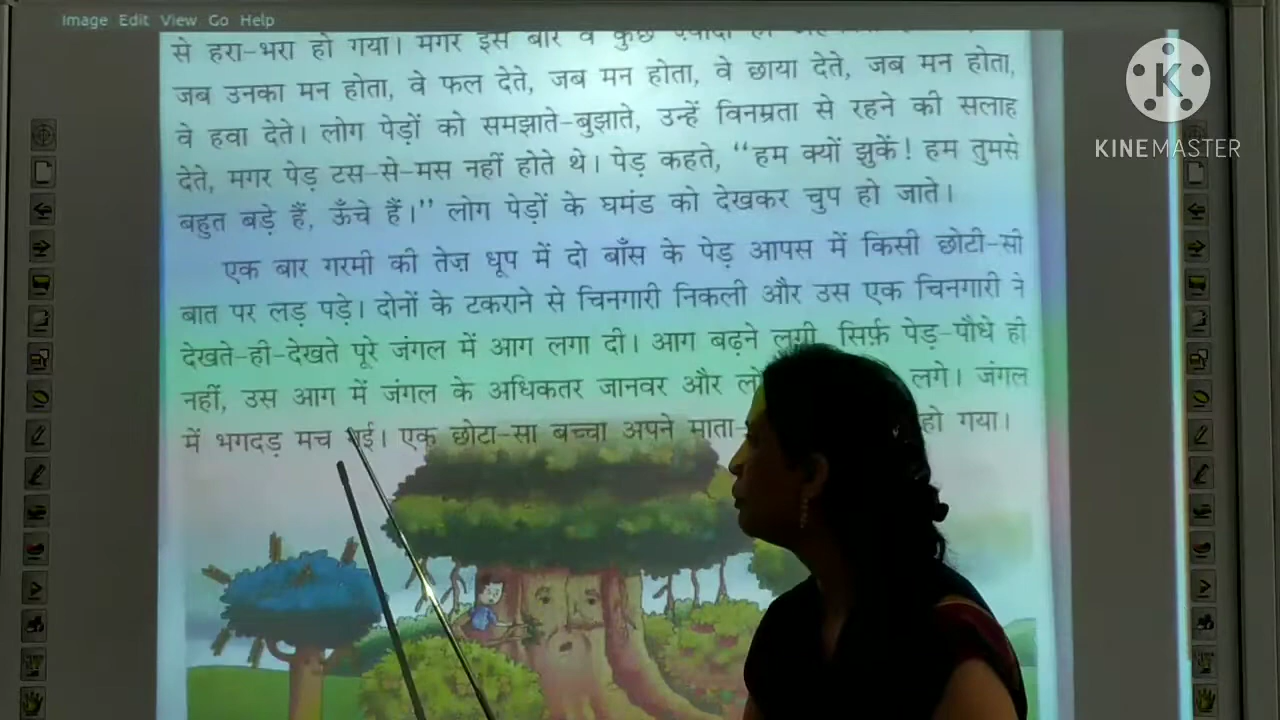 Image Edit View Go Help
से हरा-भरा हो गया। मगर इस बार वे कुछ ज़्यादा ही
जब उनका मन होता, वे फल देते, जब मन होता, वे छाया देते, जब मन होता,
वे हवा देते। लोग पेड़ों को समझाते-बुझाते, उन्हें विनम्रता से रहने की सलाह
देते, मगर पेड़ टस-से-मस नहीं होते थे। पेड़ कहते, “हम क्यों झुकें! हम तुमसे
बहुत बड़े हैं, ऊँचे हैं।” लोग पेड़ों के घमंड को देखकर चुप हो जाते।
एक बार गरमी की तेज़ धूप में दो बाँस के पेड़ आपस में किसी छोटी-सी
बात पर लड़ पड़े। दोनों के टकराने से चिनगारी निकली और उस एक चिनगारी ने
देखते-ही-देखते पूरे जंगल में आग लगा दी। आग बढ़ने लगी, सिर्फ़ पेड़-पौधे ही
नहीं, उस आग में जंगल के अधिकतर जानवर और लगे। जंगल
में भगदड़ मच गई। एक छोटा-सा बच्चा अपने माता- हो गया।
K
KINEMASTER